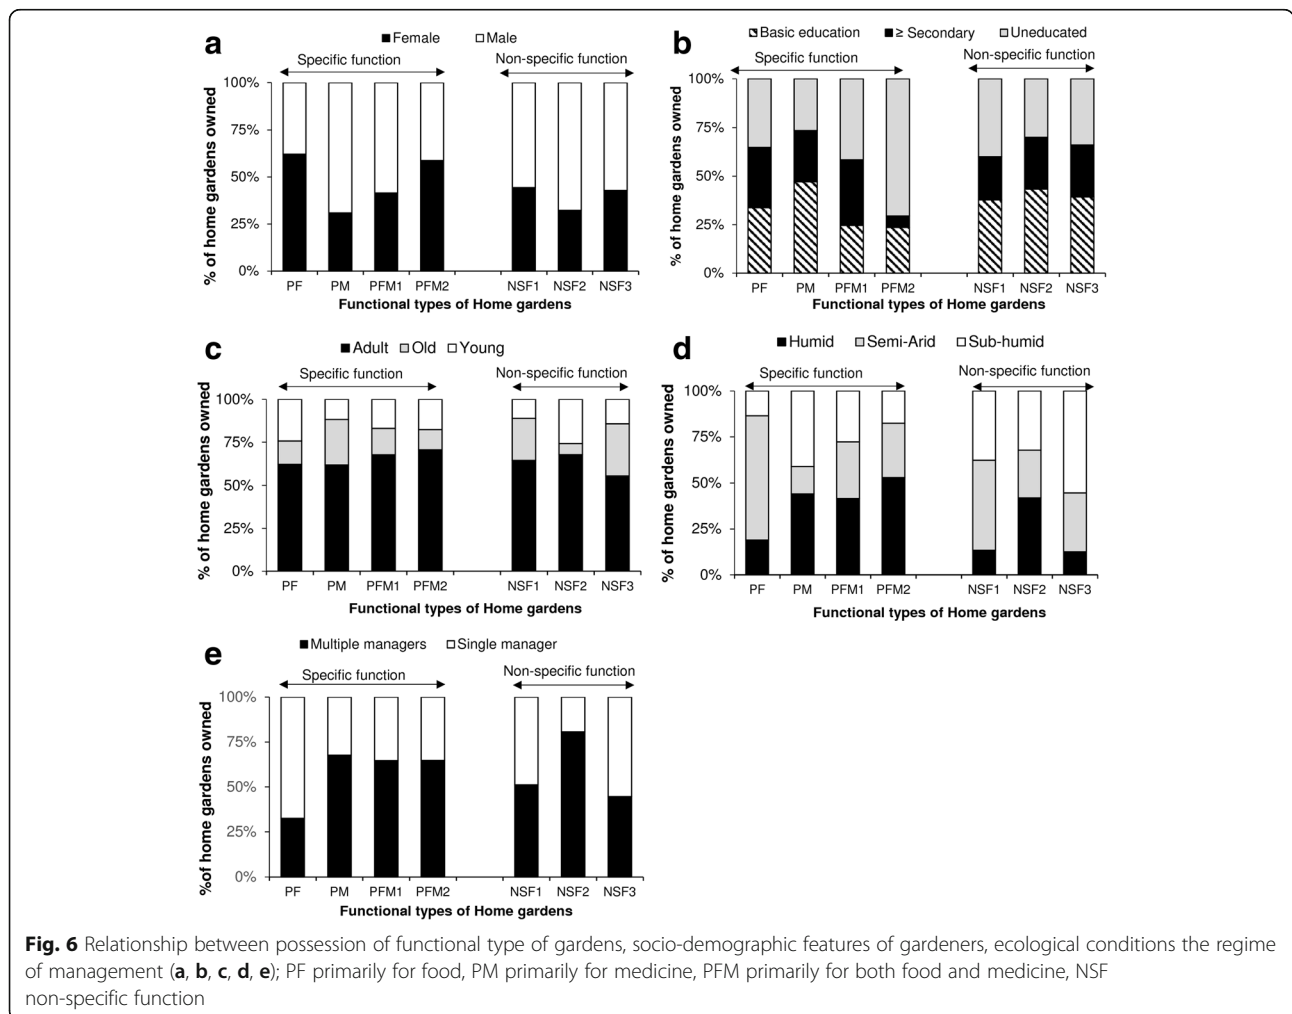 a
■Female □Male
Specific function
Non-specific function
% of home gardens owned
100%
75%
50%
25%
0%
PF PM PFM1 PFM2 NSF1 NSF2 NSF3
Functional types of Home gardens
b
Basic education ■≥ Secondary Uneducated
Specific function
Non-specific function
% of home gardens owned
100%
75%
50%
25%
0%
PF PM PFM1 PFM2 NSF1 NSF2 NSF3
Functional types of Home gardens
c
■Adult Old □Young
Specific function
Non-specific function
% of home gardens owned
100%
75%
50%
25%
0%
PF PM PFM1 PFM2 NSF1 NSF2 NSF3
Functional types of Home gardens
d
■Humid Semi-Arid □Sub-humid
Specific function
Non-specific function
% of home gardens owned
100%
75%
50%
25%
0%
PF PM PFM1 PFM2 NSF1 NSF2 NSF3
Functional types of Home gardens
e
■Multiple managers □Single manager
Specific function
Non-specific function
%of home gardens owned
100%
75%
50%
25%
0%
PF PM PFM1 PFM2 NSF1 NSF2 NSF3
Functional types of Home gardens
Fig. 6 Relationship between possession of functional type of gardens, socio-demographic features of gardeners, ecological conditions the regime
of management (a, b, c, d, e); PF primarily for food, PM primarily for medicine, PFM primarily for both food and medicine, NSF
non-specific function